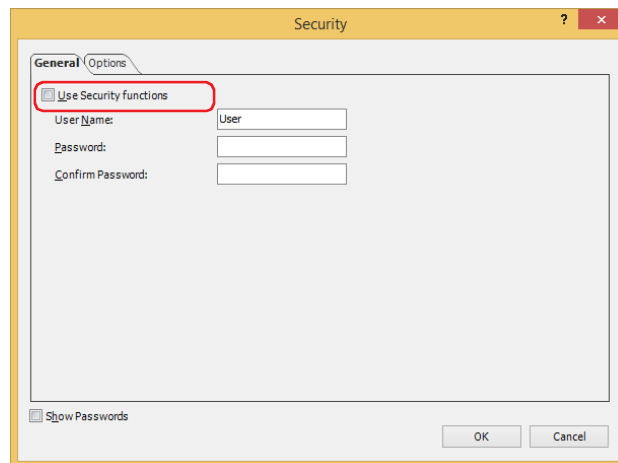 Security
? ×
General Options
Use Security functions
User Name: User
Password:
Confirm Password:
Show Passwords
OK Cancel